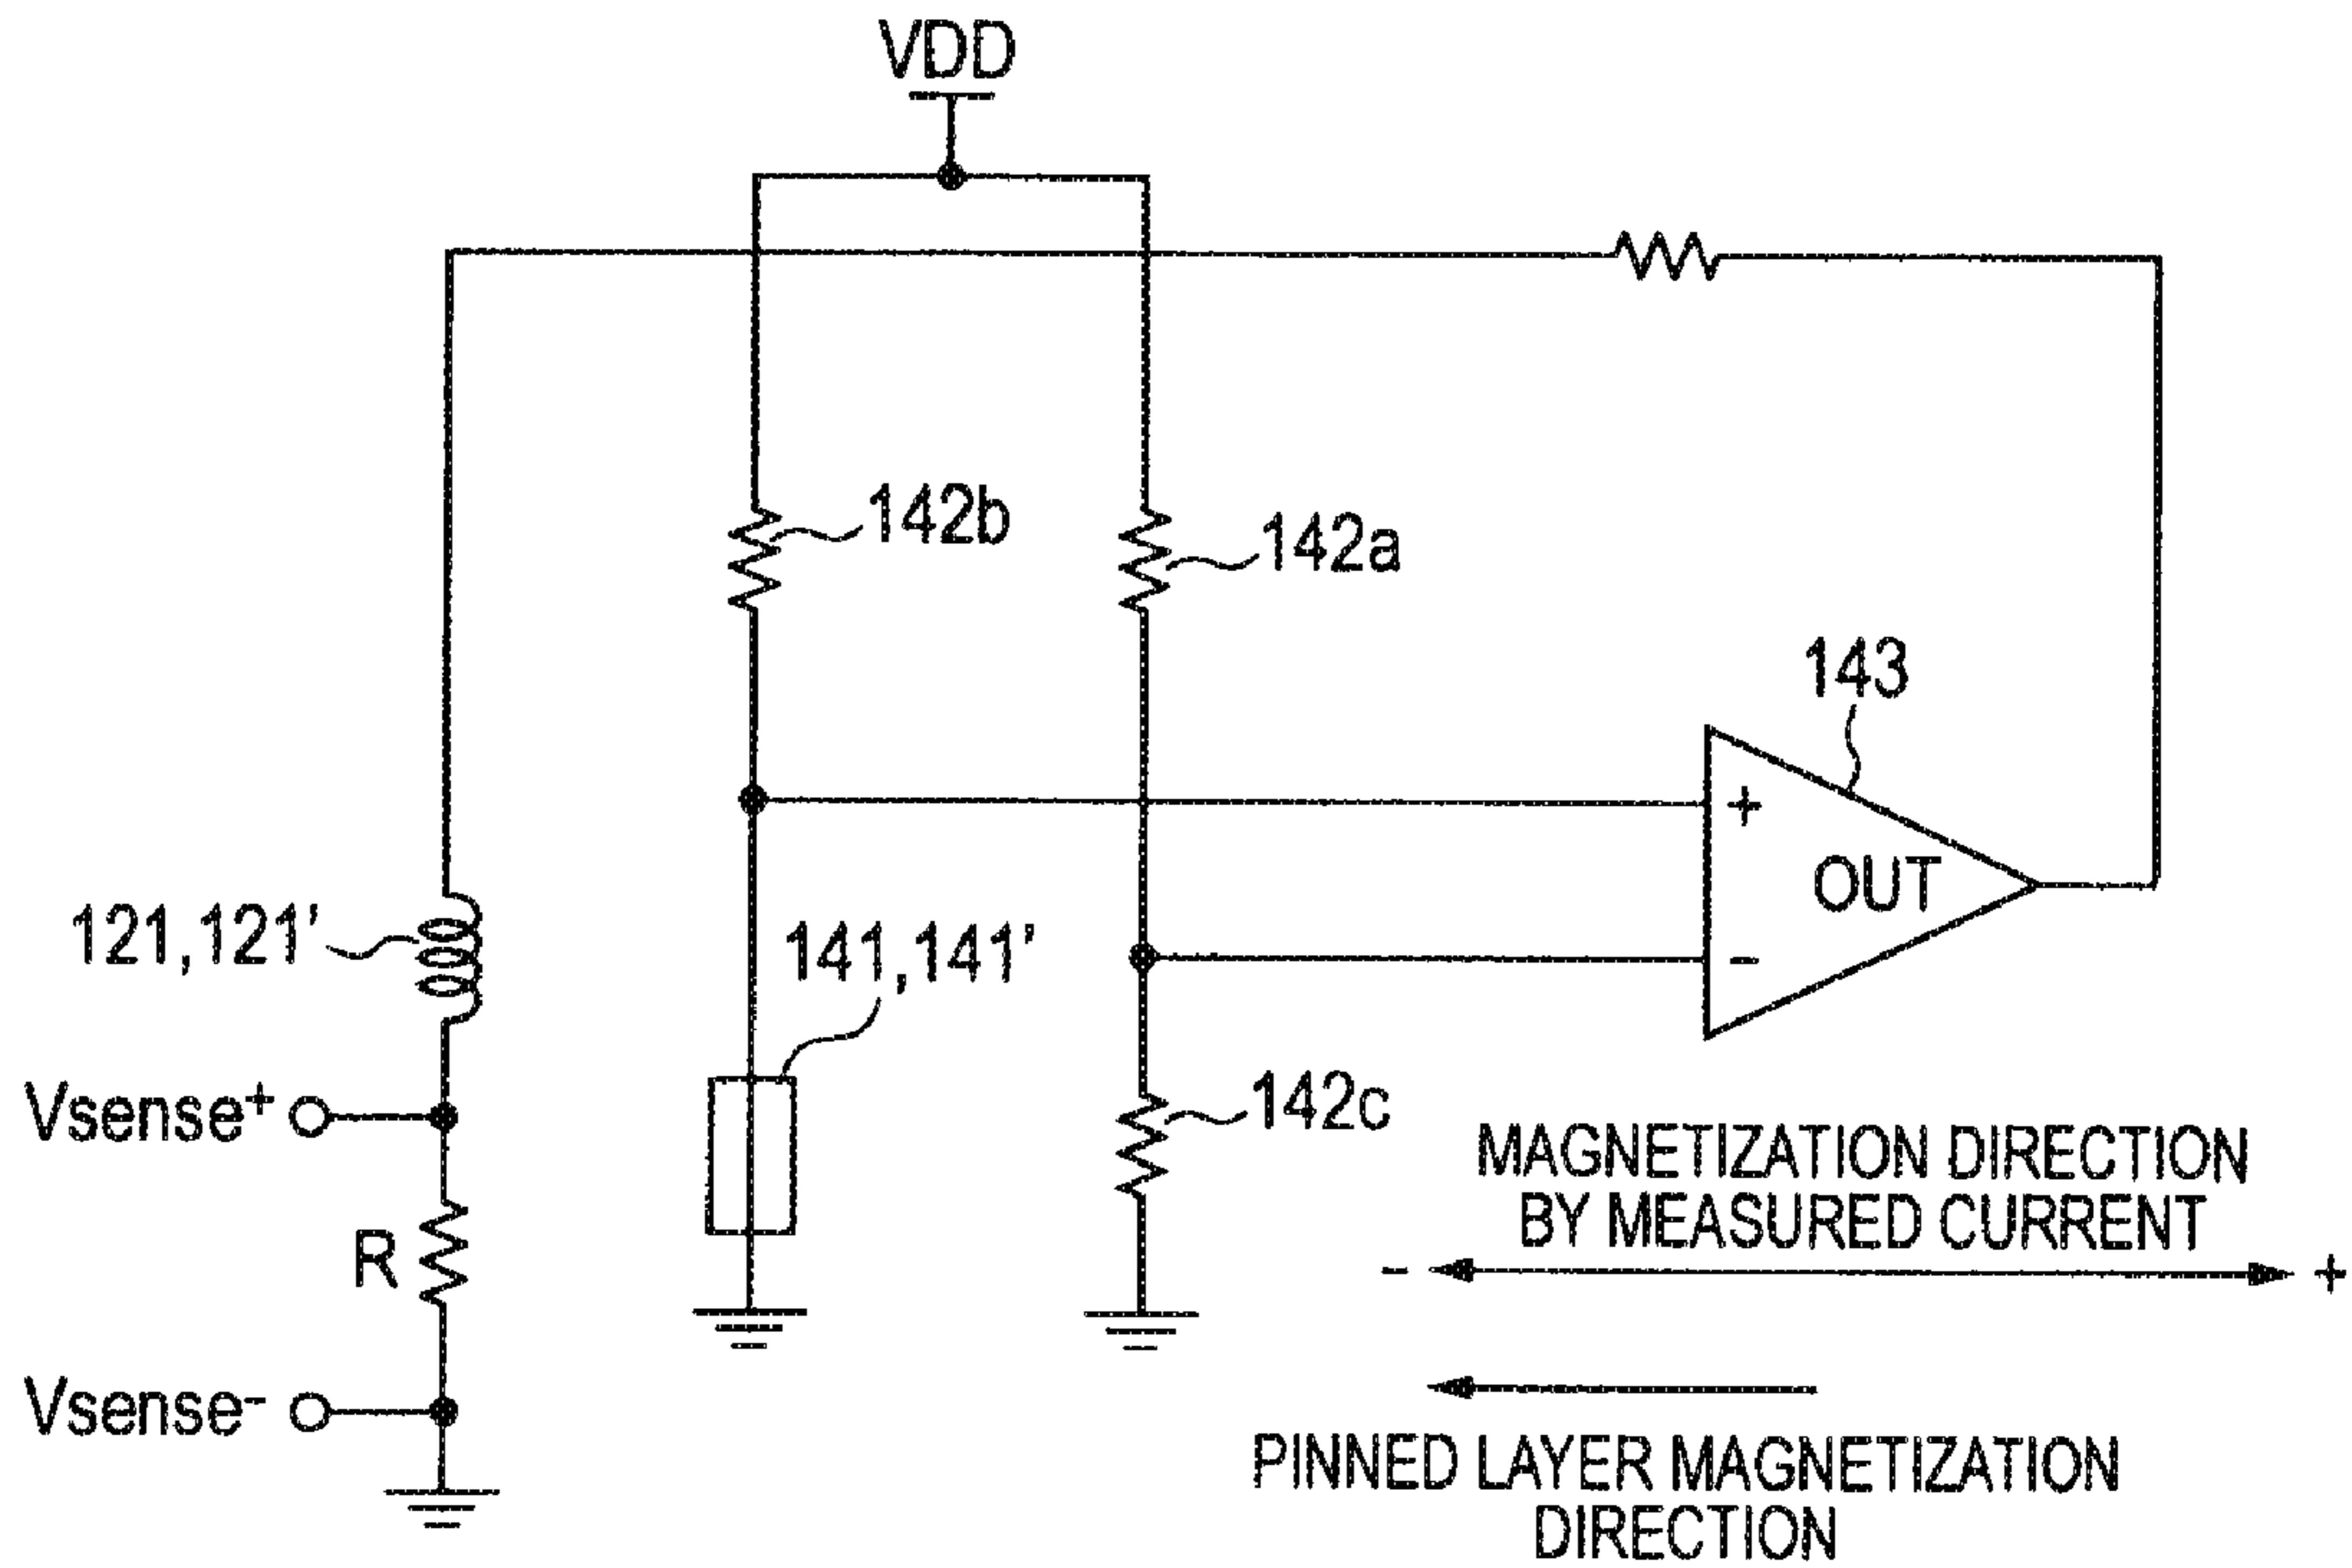 VDD
142b
142a
143
+
OUT
-
121,121’
141,141’
Vsense+
142c
R
MAGNETIZATION DIRECTION
BY MEASURED CURRENT
- +
Vsense-
PINNED LAYER MAGNETIZATION
DIRECTION